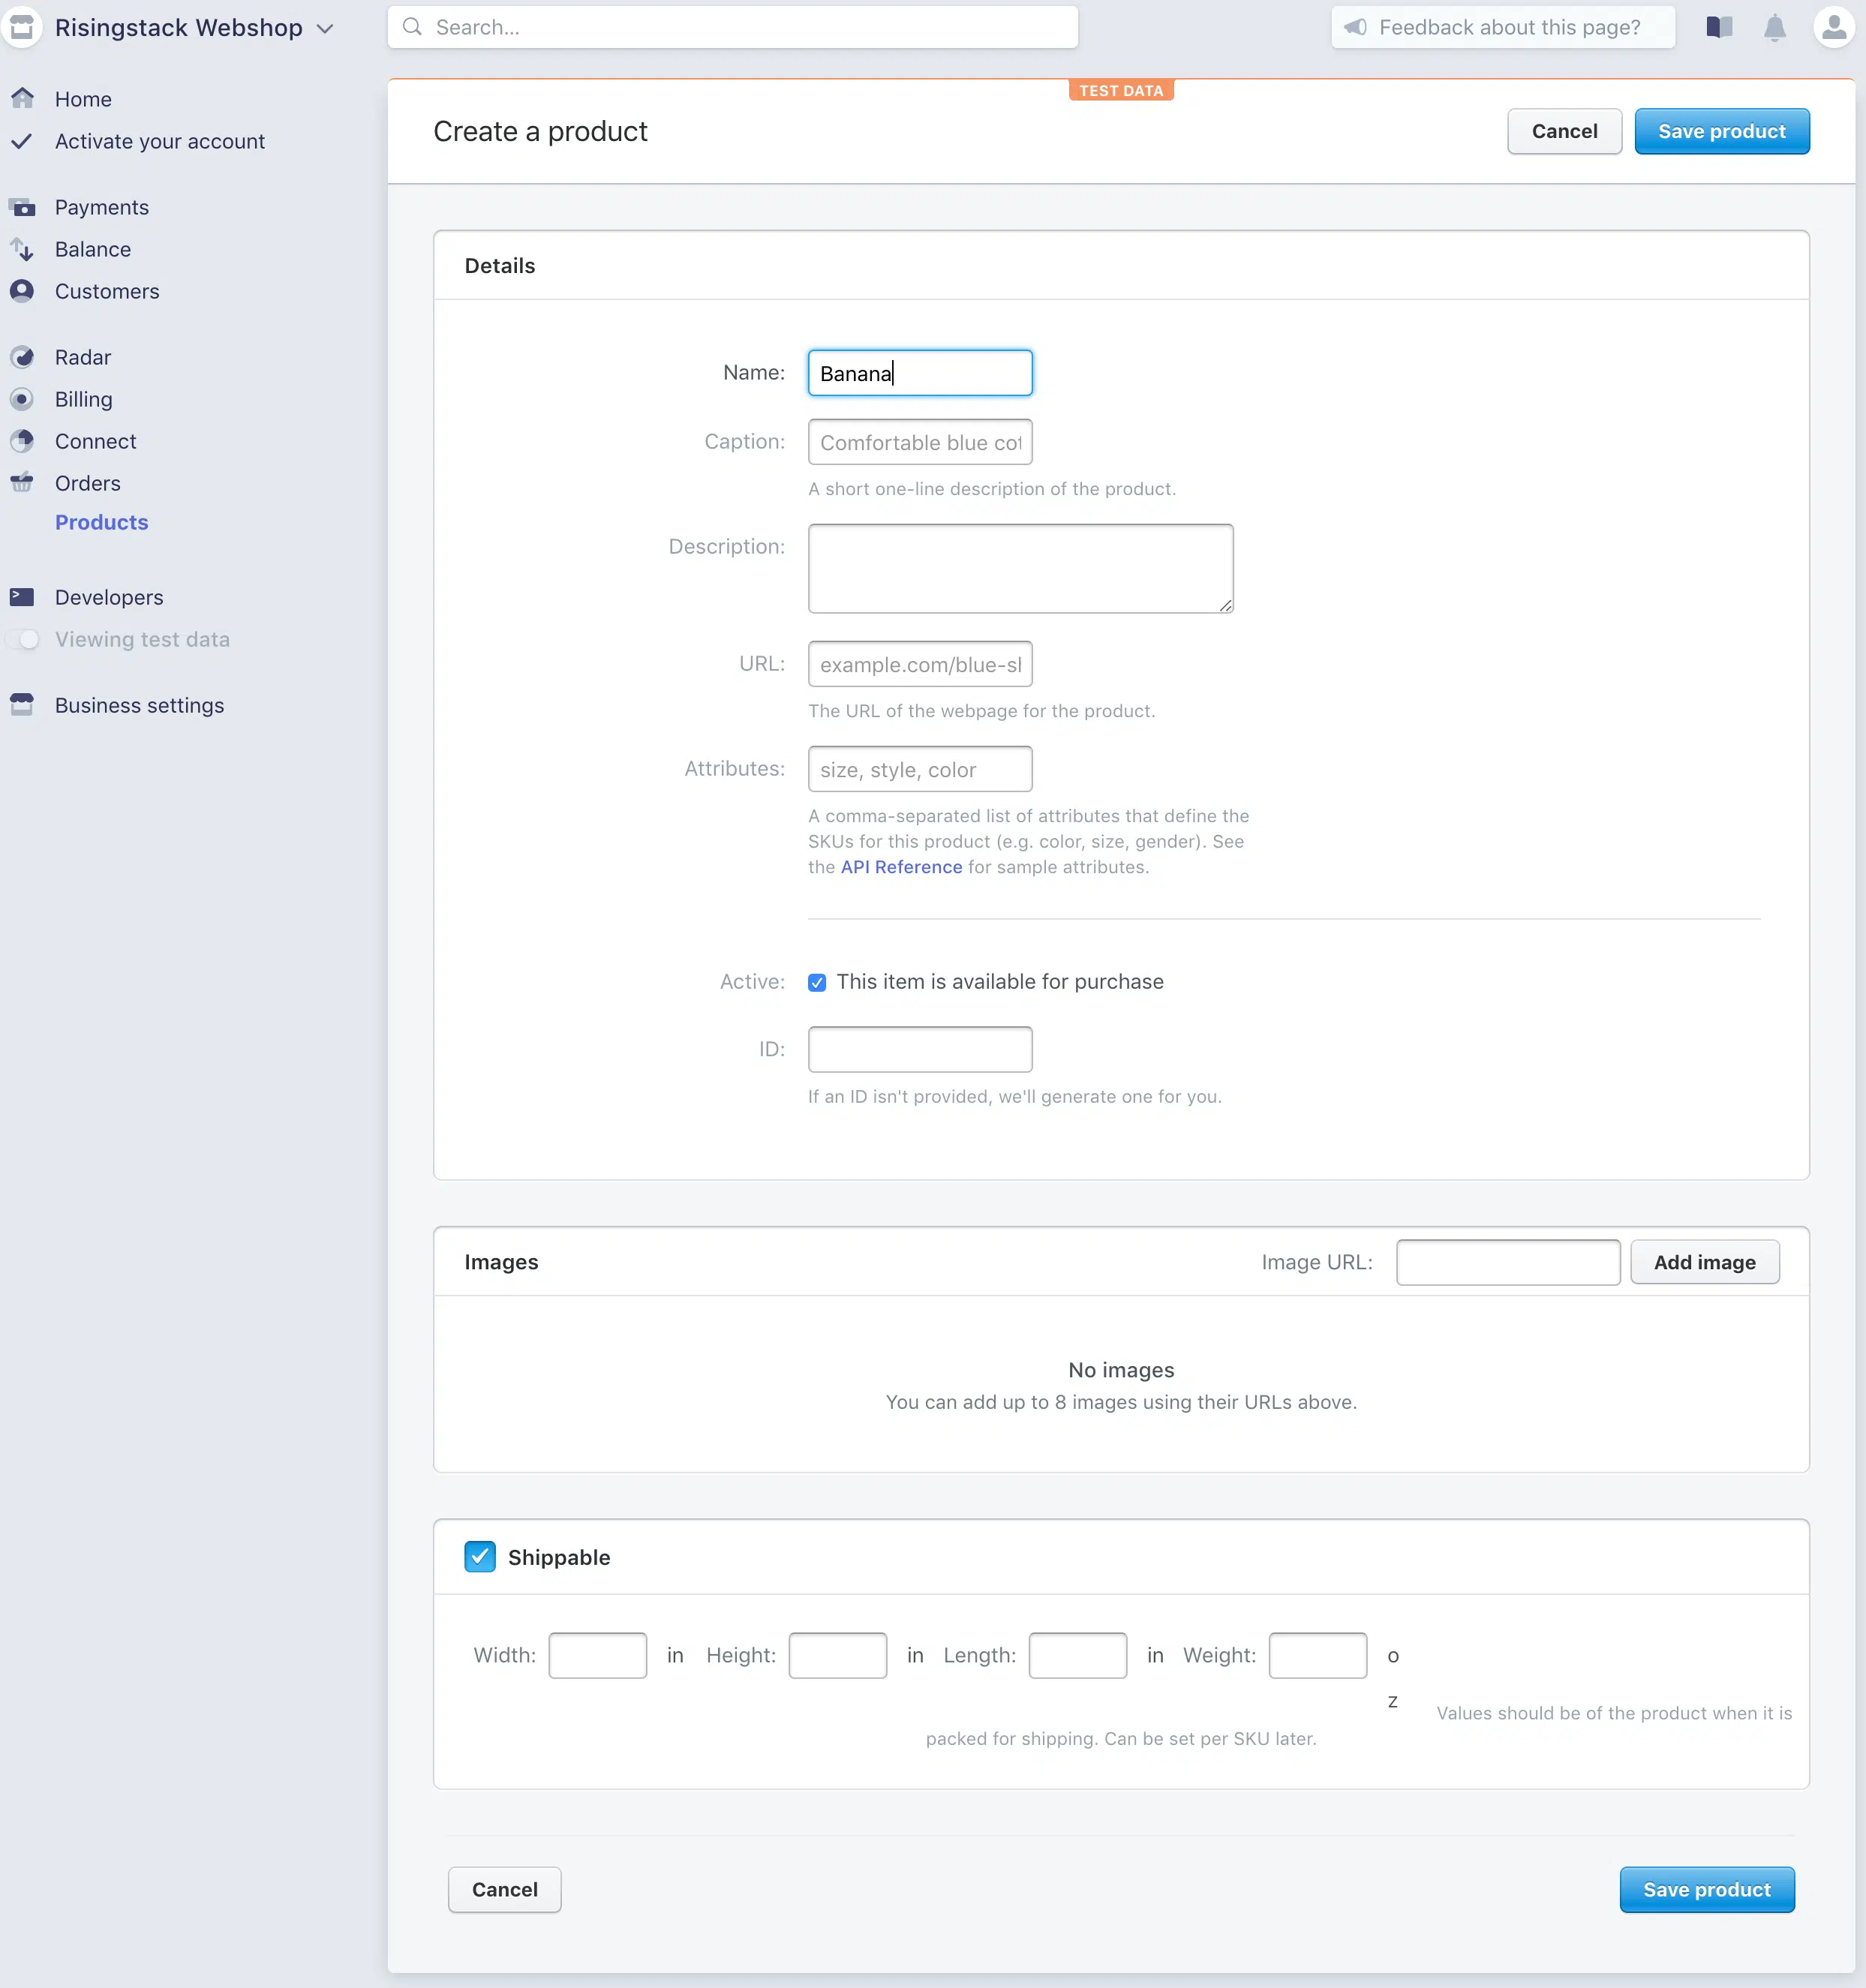 Risingstack Webshop
Search...
Feedback about this page?
Home
Activate your account
Payments
Balance
Customers
Radar
Billing
Connect
Orders
Products
Developers
Viewing test data
Business settings
TEST DATA
Create a product
Cancel
Save product
Details
Name: Banana
Caption: Comfortable blue cot
A short one-line description of the product.
Description:
URL: example.com/blue-sl
The URL of the webpage for the product.
Attributes: size, style, color
A comma-separated list of attributes that define the
SKUs for this product (e.g. color, size, gender). See
the API Reference for sample attributes.
Active: This item is available for purchase
ID:
If an ID isn't provided, we'll generate one for you.
Images
Image URL:
Add image
No images
You can add up to 8 images using their URLs above.
Shippable
Width: in Height: in Length: in Weight: o
z
Values should be of the product when it is
packed for shipping. Can be set per SKU later.
Cancel
Save product